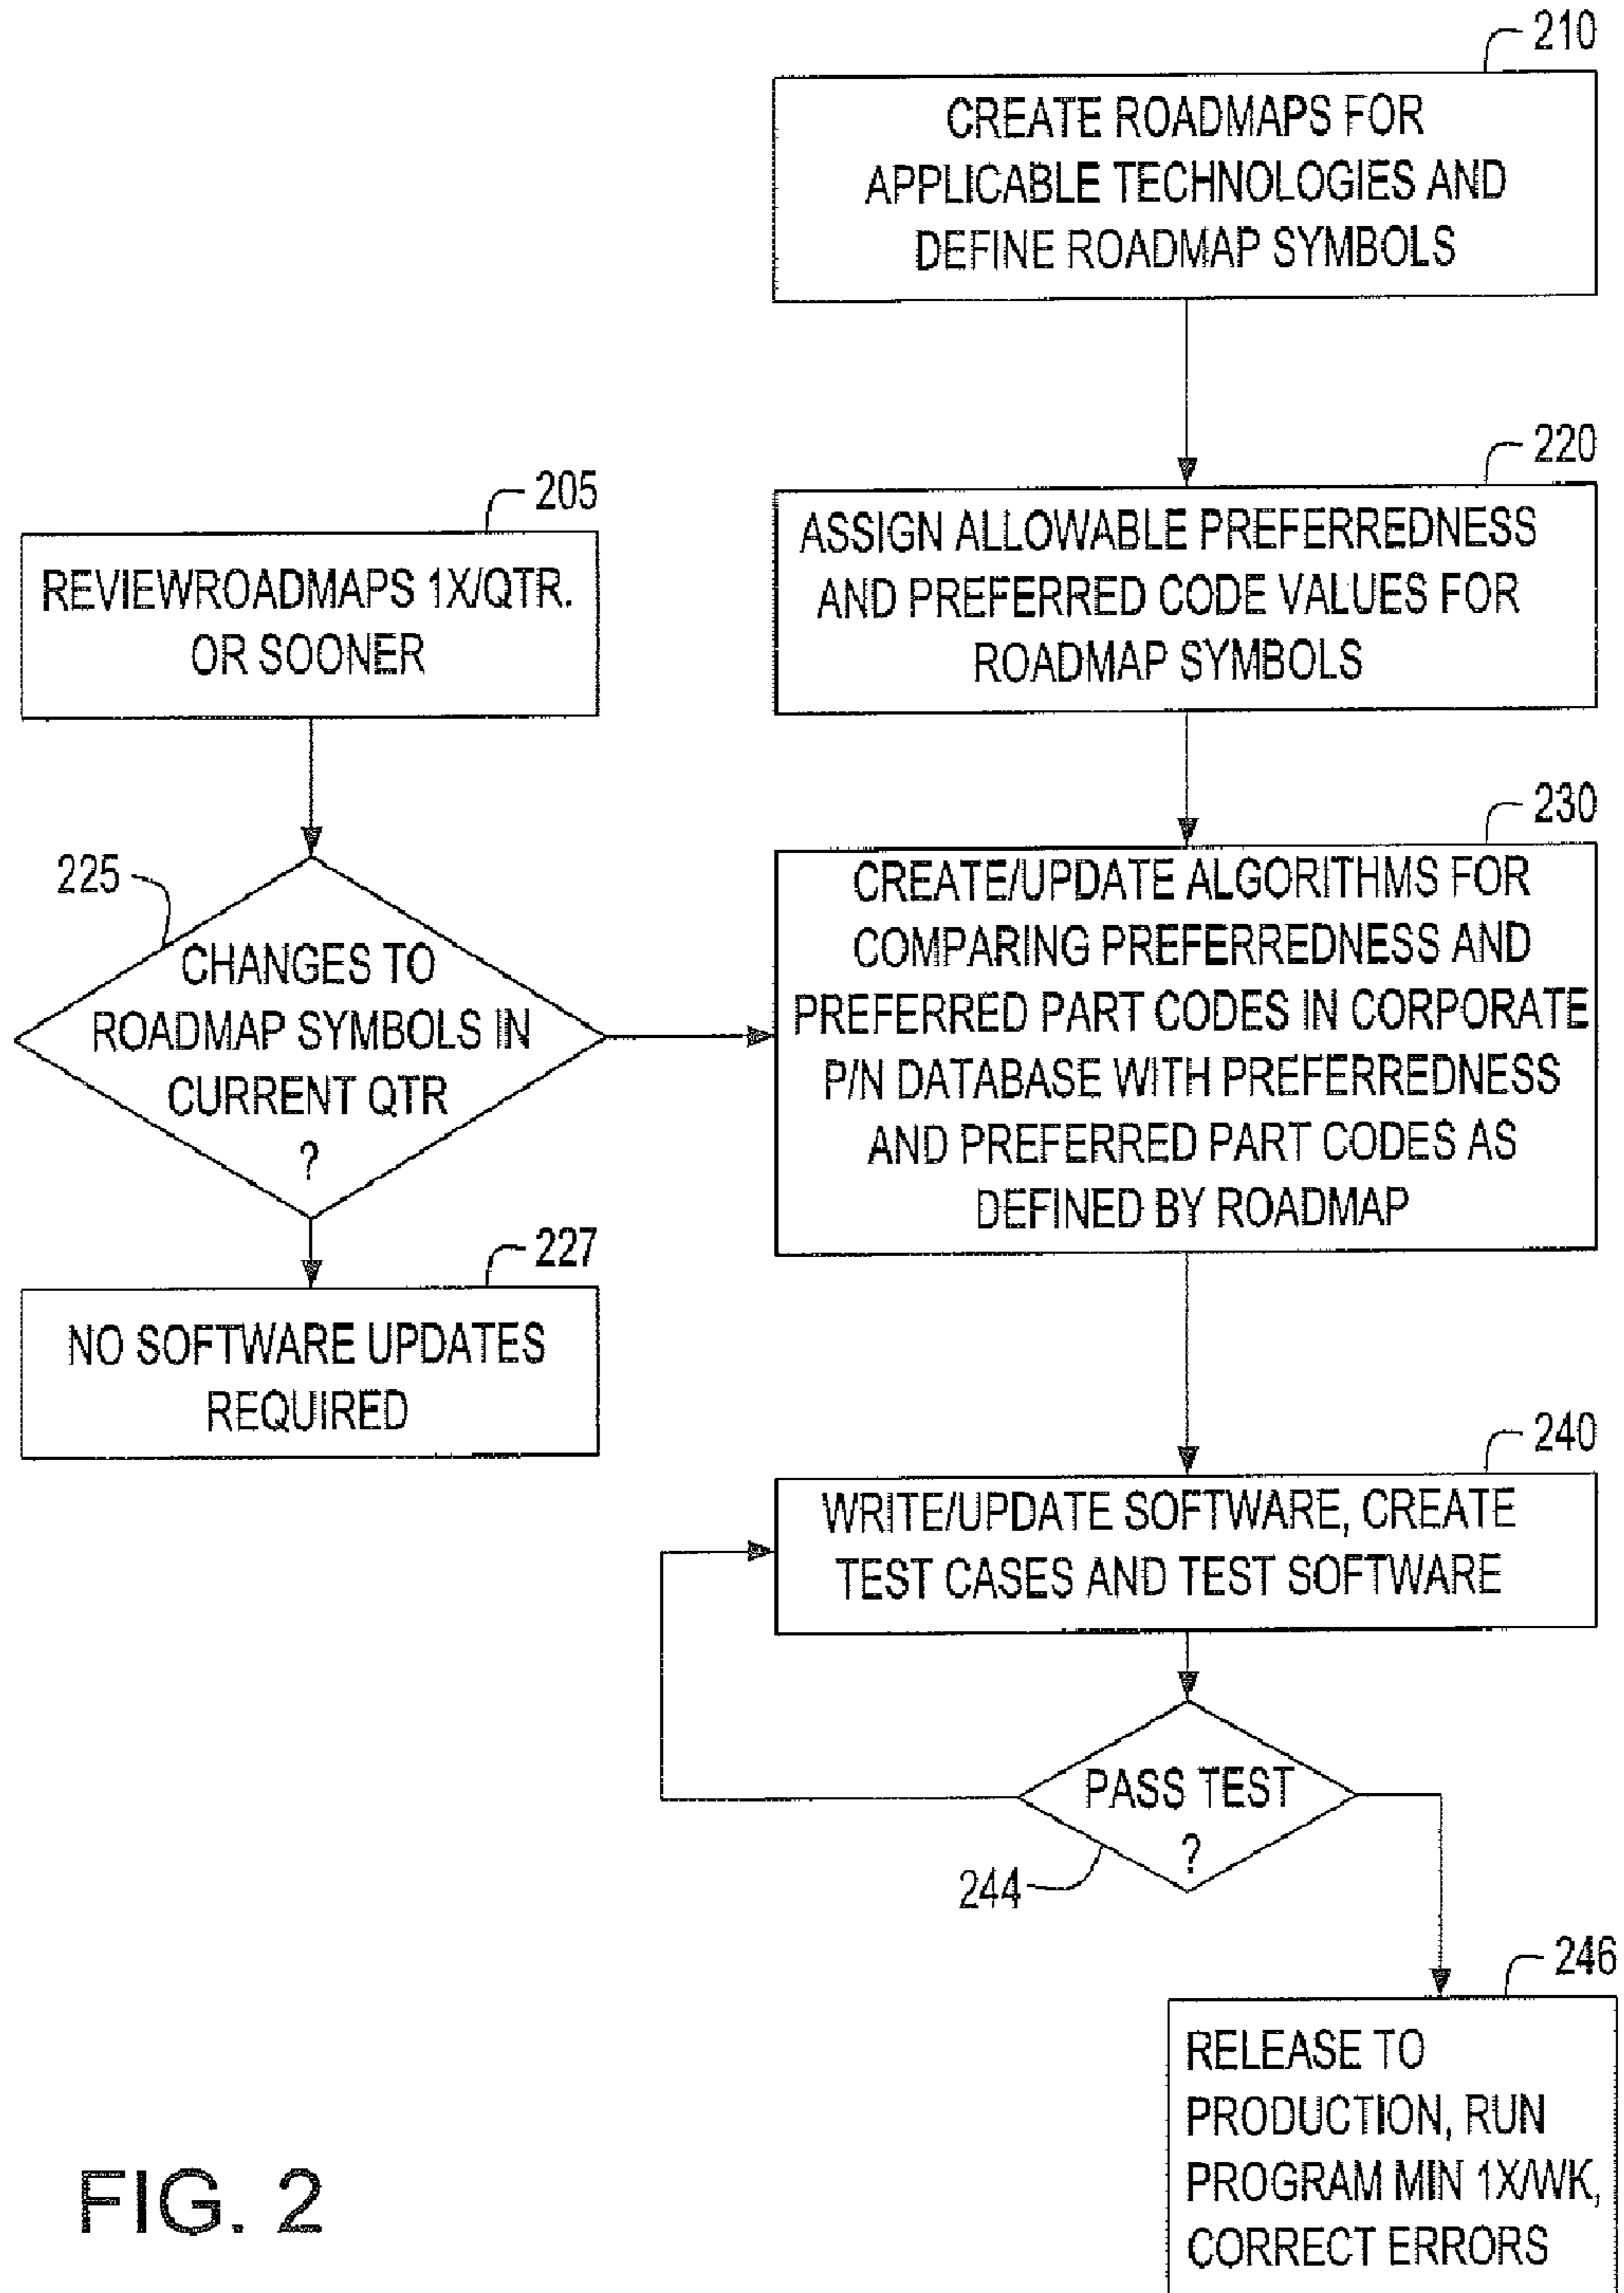 210
CREATE ROADMAPS FOR
APPLICABLE TECHNOLOGIES AND
DEFINE ROADMAP SYMBOLS
220
ASSIGN ALLOWABLE PREFERREDNESS
AND PREFERRED CODE VALUES FOR
ROADMAP SYMBOLS
205
REVIEWROADMAPS 1X/QTR.
OR SOONER
225
CHANGES TO
ROADMAP SYMBOLS IN
CURRENT QTR
?
227
NO SOFTWARE UPDATES
REQUIRED
230
CREATE/UPDATE ALGORITHMS FOR
COMPARING PREFERREDNESS AND
PREFERRED PART CODES IN CORPORATE
P/N DATABASE WITH PREFERREDNESS
AND PREFERRED PART CODES AS
DEFINED BY ROADMAP
240
WRITE/UPDATE SOFTWARE, CREATE
TEST CASES AND TEST SOFTWARE
PASS TEST
?
244
246
RELEASE TO
PRODUCTION, RUN
PROGRAM MIN 1X/WK,
CORRECT ERRORS
FIG. 2